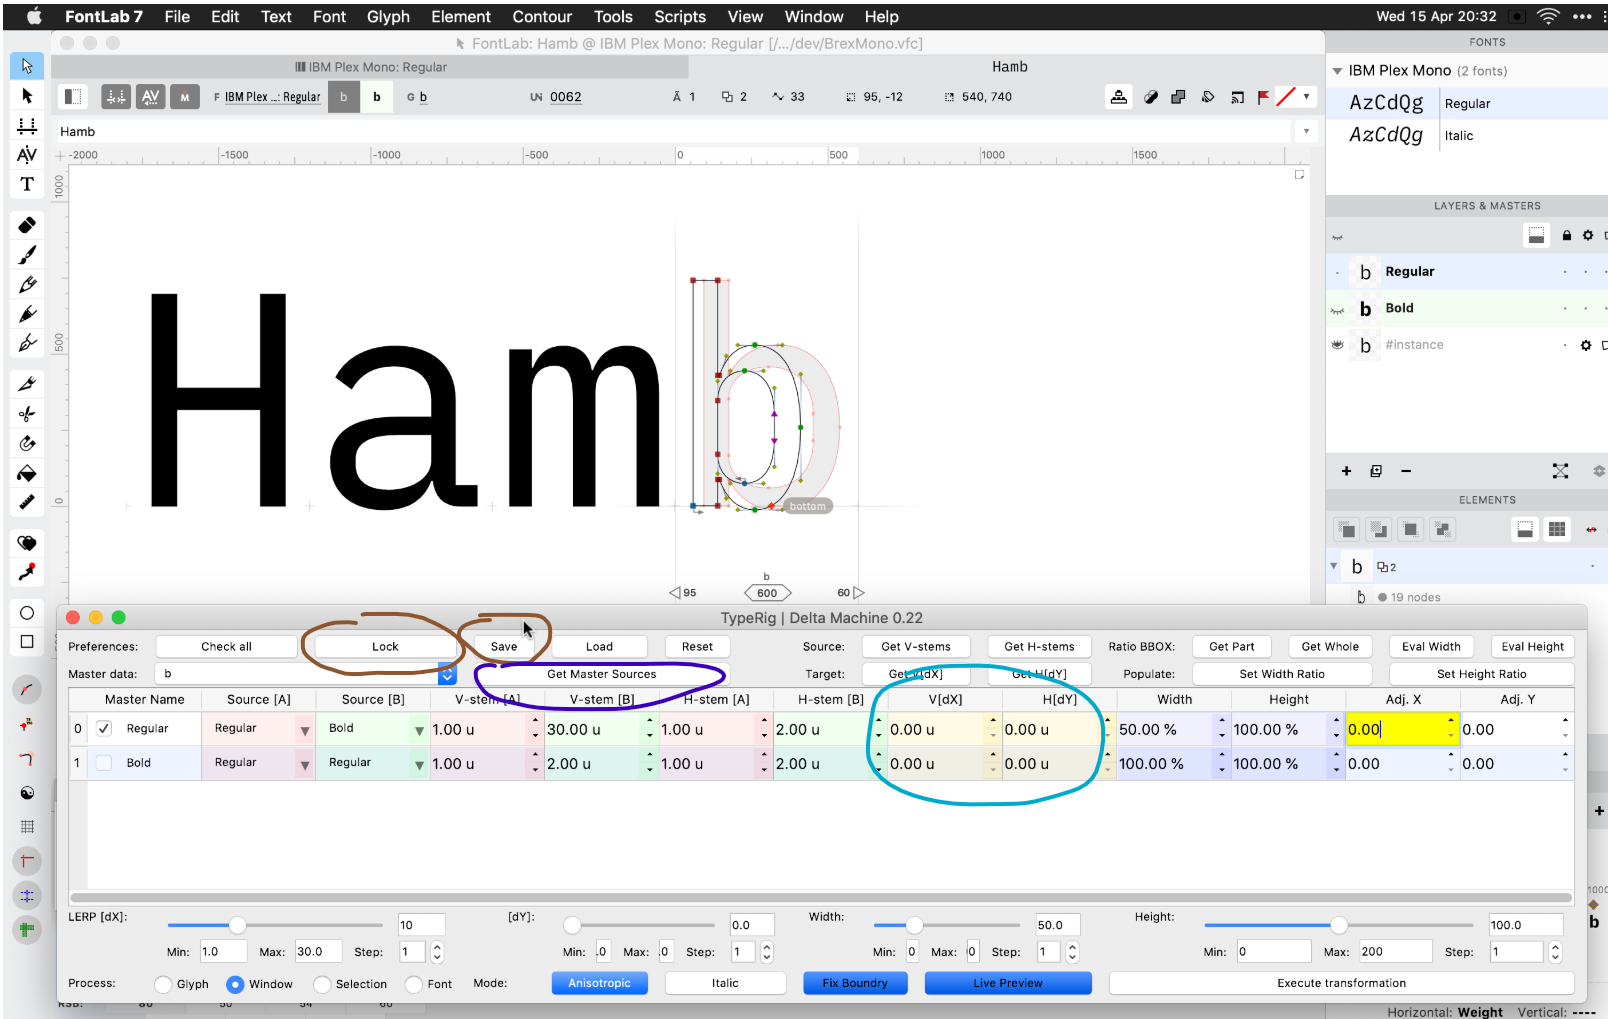 FontLab 7 File Edit Text Font Glyph Element Contour Tools Scripts View Window Help Wed 15 Apr 20:32
FontLab: Hamb @ IBM Plex Mono: Regular [/.../dev/BrexMono.vfc]
IBM Plex Mono: Regular Hamb
F IBM Plex ...: Regular b b G b UN 0062 Ä 1 2 33 95, -12 540, 740
Hamb
-2000 -1500 -1000 -500 0 500 1000 1500
1000
500
0
Hamb
bottom
b
95 600 60
FONTS
IBM Plex Mono (2 fonts)
AzCdQg Regular
AzCdQg Italic
LAYERS & MASTERS
b Regular
b Bold
b #instance
ELEMENTS
b 2
b 19 nodes
TypeRig | Delta Machine 0.22
Preferences: Check all Lock Save Load Reset Source: Get V-stems Get H-stems Ratio BBOX: Get Part Get Whole Eval Width Eval Height
Master data: b Get Master Sources Target: Get V[dX] Get H[dY] Populate: Set Width Ratio Set Height Ratio
Master Name Source [A] Source [B] V-stem [A] V-stem [B] H-stem [A] H-stem [B] V[dX] H[dY] Width Height Adj. X Adj. Y
0 Regular Regular Bold 1.00 u 30.00 u 1.00 u 2.00 u 0.00 u 0.00 u 50.00 % 100.00 % 0.00 0.00
1 Bold Regular Regular 1.00 u 2.00 u 1.00 u 2.00 u 0.00 u 0.00 u 100.00 % 100.00 % 0.00 0.00
LERP [dX]: 10 [dY]: 0.0 Width: 50.0 Height: 100.0
Min: 1.0 Max: 30.0 Step: 1 Min: .0 Max: .0 Step: 1 Min: 0 Max: Step: 1 Min: 0 Max: 200 Step: 1
Process: Glyph Window Selection Font Mode: Anisotropic Italic Fix Boundry Live Preview Execute transformation
b
Horizontal: Weight Vertical: ----